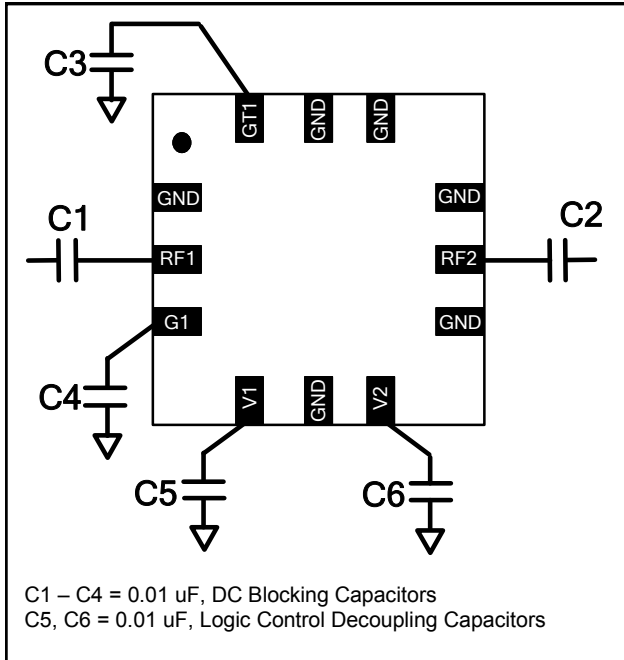 C3
GT1
GND
GND
GND
GND
C1
C2
RF1
RF2
G1
GND
C4
V1
GND
V2
C5
C6
C1 – C4 = 0.01 uF, DC Blocking Capacitors
C5, C6 = 0.01 uF, Logic Control Decoupling Capacitors